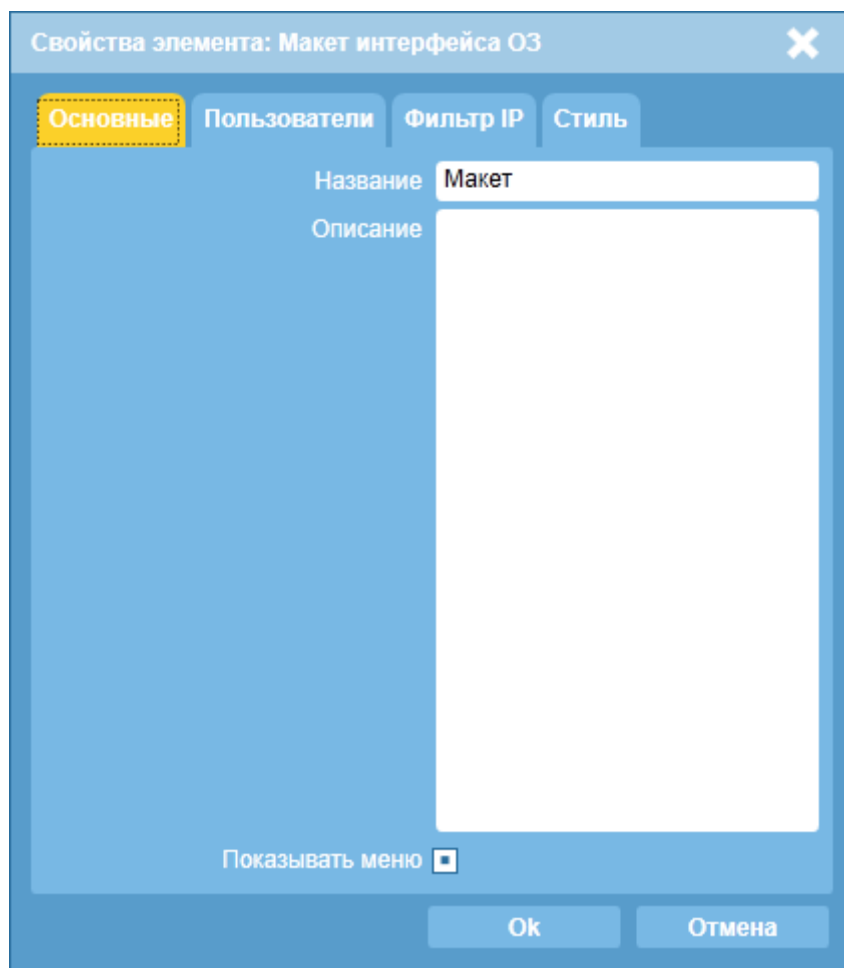 Свойства элемента: Макет интерфейса ОЗ
Основные Пользователи Фильтр IP Стиль
Название Макет
Описание
Показывать меню
Ok Отмена